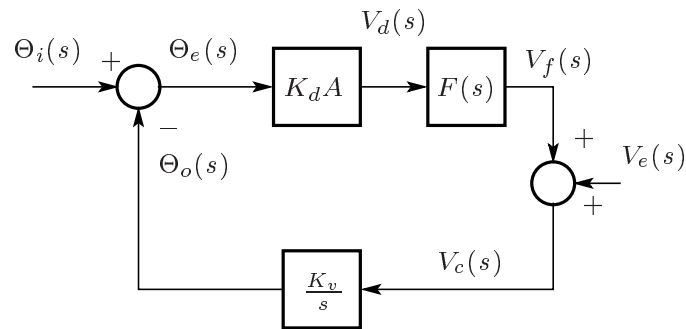 Θ_i(s)
+
Θ_e(s)
K_d A
V_d(s)
F(s)
V_f(s)
+
V_e(s)
+
−
Θ_o(s)
K_v
s
V_c(s)